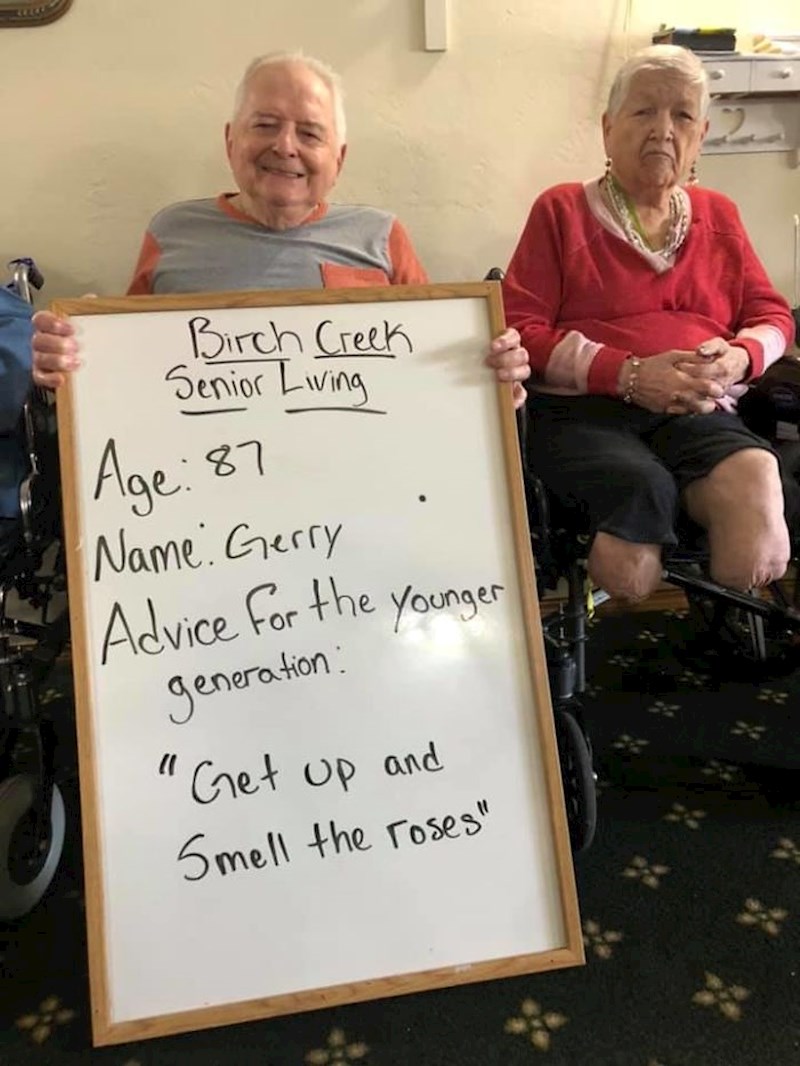 Birch Creek
Senior Living
Age: 87
Name: Gerry
Advice for the younger
generation:
"Get up and
Smell the roses"